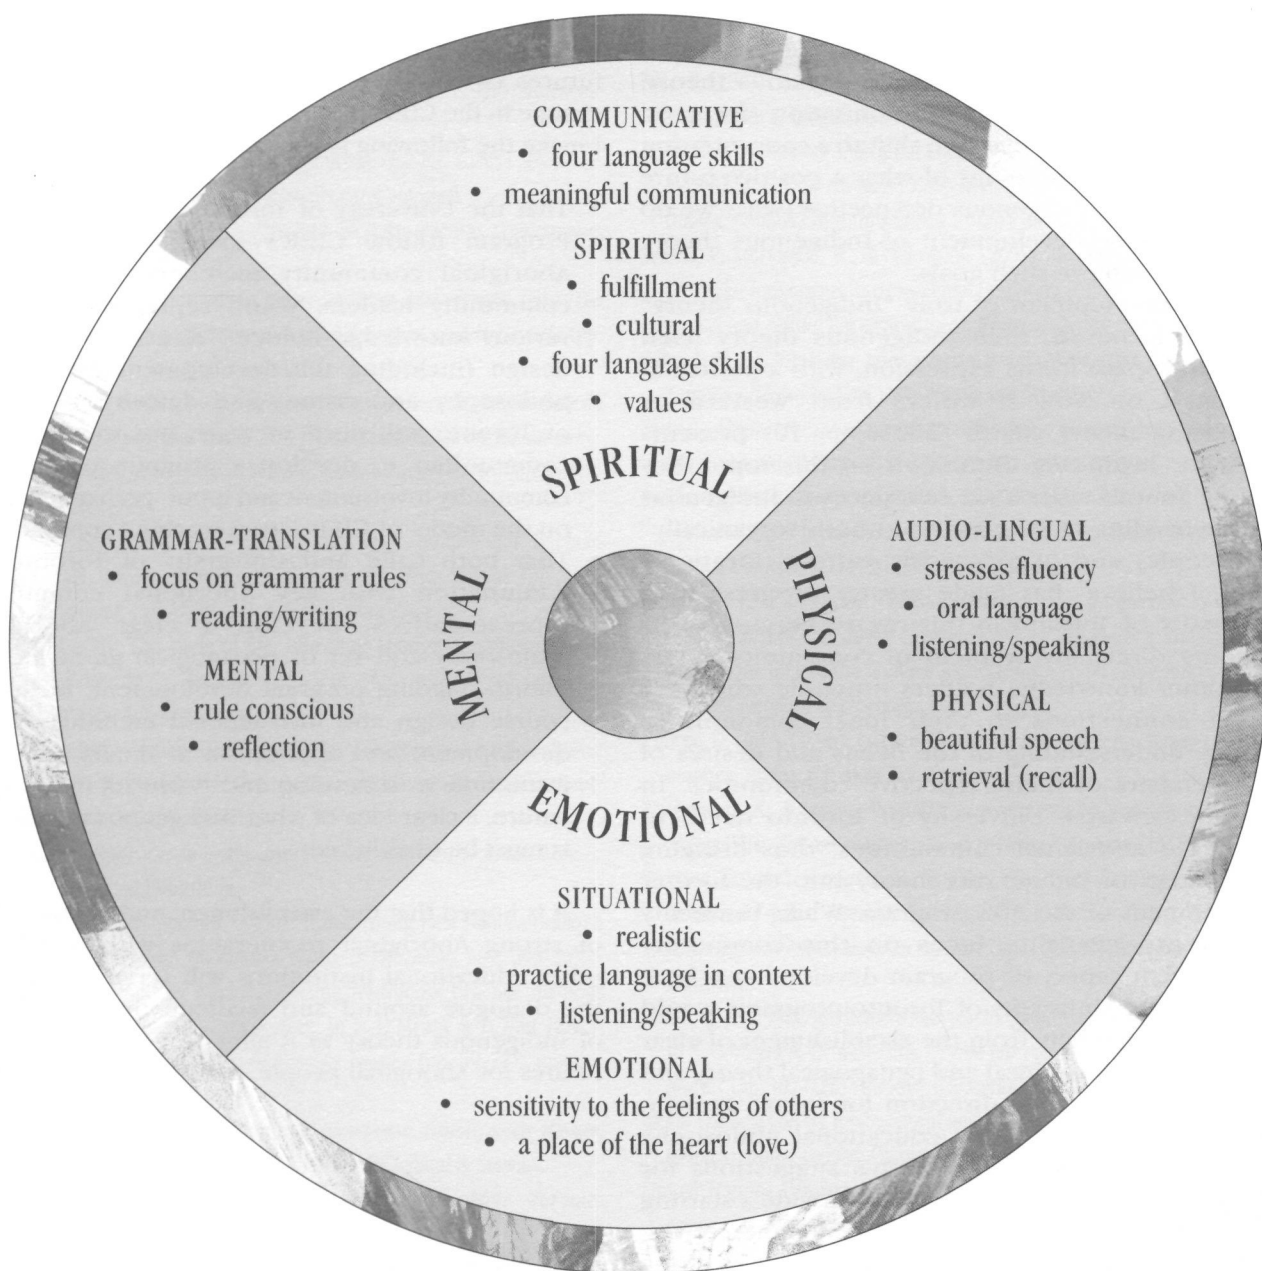 COMMUNICATIVE
• four language skills
• meaningful communication
SPIRITUAL
• fulfillment
• cultural
• four language skills
• values
SPIRITUAL
GRAMMAR-TRANSLATION
• focus on grammar rules
• reading/writing
MENTAL
• rule conscious
• reflection
MENTAL
PHYSICAL
AUDIO-LINGUAL
• stresses fluency
• oral language
• listening/speaking
PHYSICAL
• beautiful speech
• retrieval (recall)
EMOTIONAL
SITUATIONAL
• realistic
• practice language in context
• listening/speaking
EMOTIONAL
• sensitivity to the feelings of others
• a place of the heart (love)